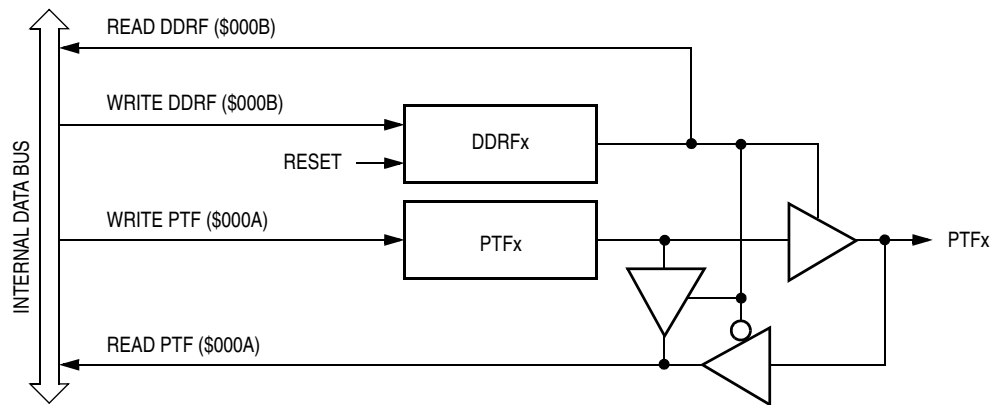 READ DDRF ($000B)
WRITE DDRF ($000B)
DDRFx
RESET
WRITE PTF ($000A)
PTFx
PTFx
READ PTF ($000A)
INTERNAL DATA BUS